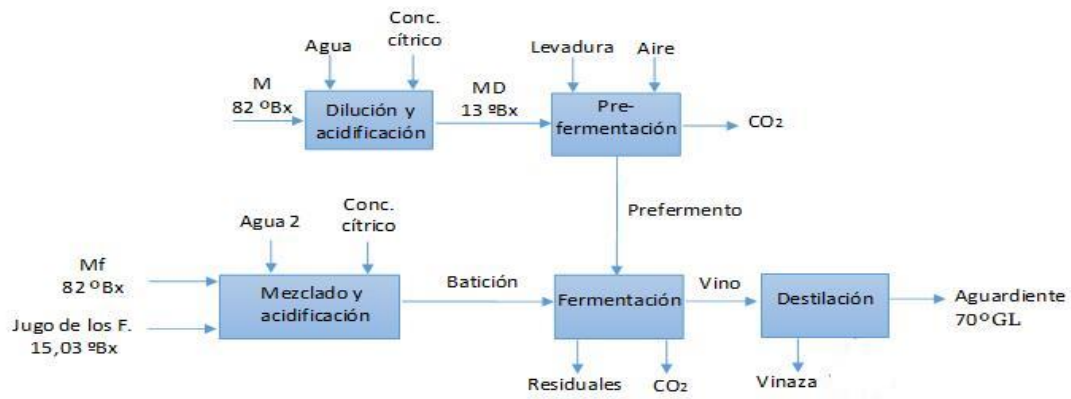 Conc.
cítrico
Agua
Levadura
Aire
M
82 ºBx
Dilución y
acidificación
MD
13 ºBx
Pre-
fermentación
CO₂
Prefermento
Conc.
cítrico
Agua 2
Mf
82 ºBx
Jugo de los F.
15,03 ºBx
Mezclado y
acidificación
Batición
Fermentación
Vino
Destilación
Aguardiente
70ºGL
Residuales
CO₂
Vinaza